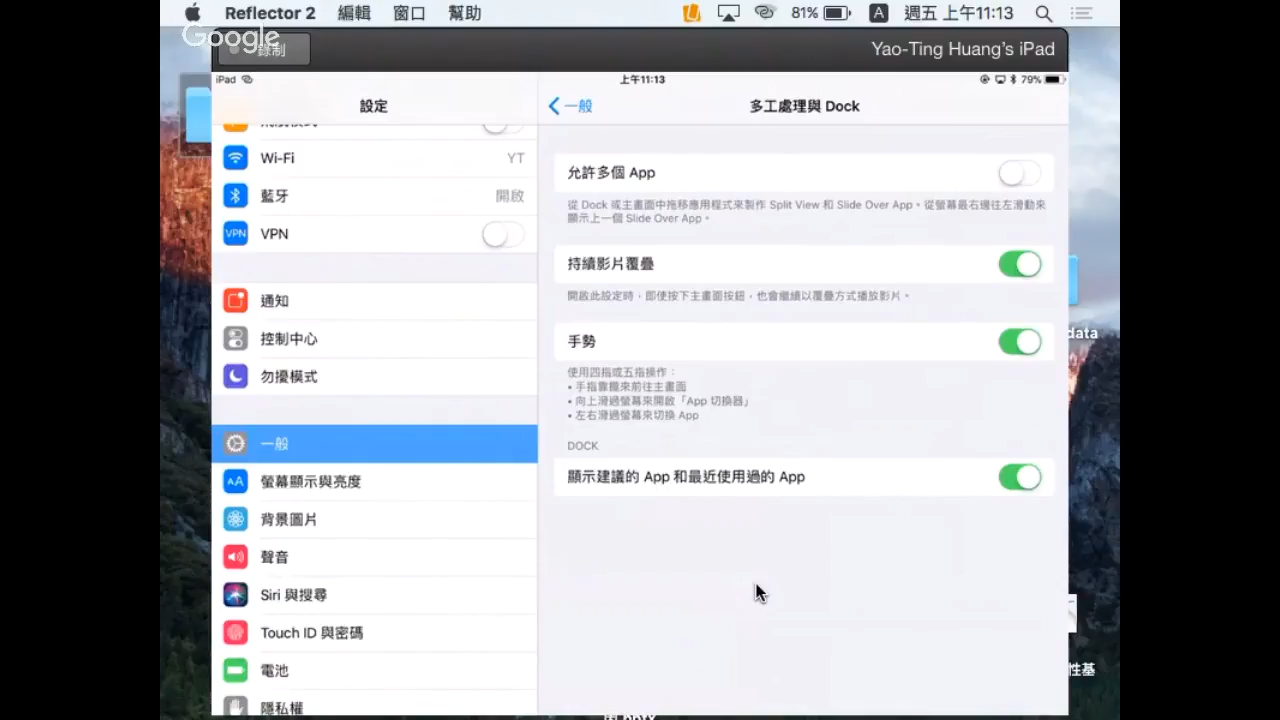 Reflector 2 編輯 窗口 幫助
81% A 週五 上午11:13
Google
錄制
Yao-Ting Huang's iPad
iPad 上午11:13 79%
設定
一般
多工處理與 Dock
Wi-Fi YT
藍牙 開啟
VPN VPN
通知
控制中心
勿擾模式
一般
AA 螢幕顯示與亮度
背景圖片
聲音
Siri 與搜尋
Touch ID 與密碼
電池
隱私權
允許多個 App
從 Dock 或主畫面中拖移應用程式來製作 Split View 和 Slide Over App。從螢幕最右邊往左滑動來
顯示上一個 Slide Over App。
持續影片覆疊
開啟此設定時，即使按下主畫面按鈕，也會繼續以覆疊方式播放影片。
手勢
使用四指或五指操作：
• 手指靠攏來前往主畫面
• 向上滑過螢幕來開啟「App 切換器」
• 左右滑過螢幕來切換 App
DOCK
顯示建議的 App 和最近使用過的 App
data
性基